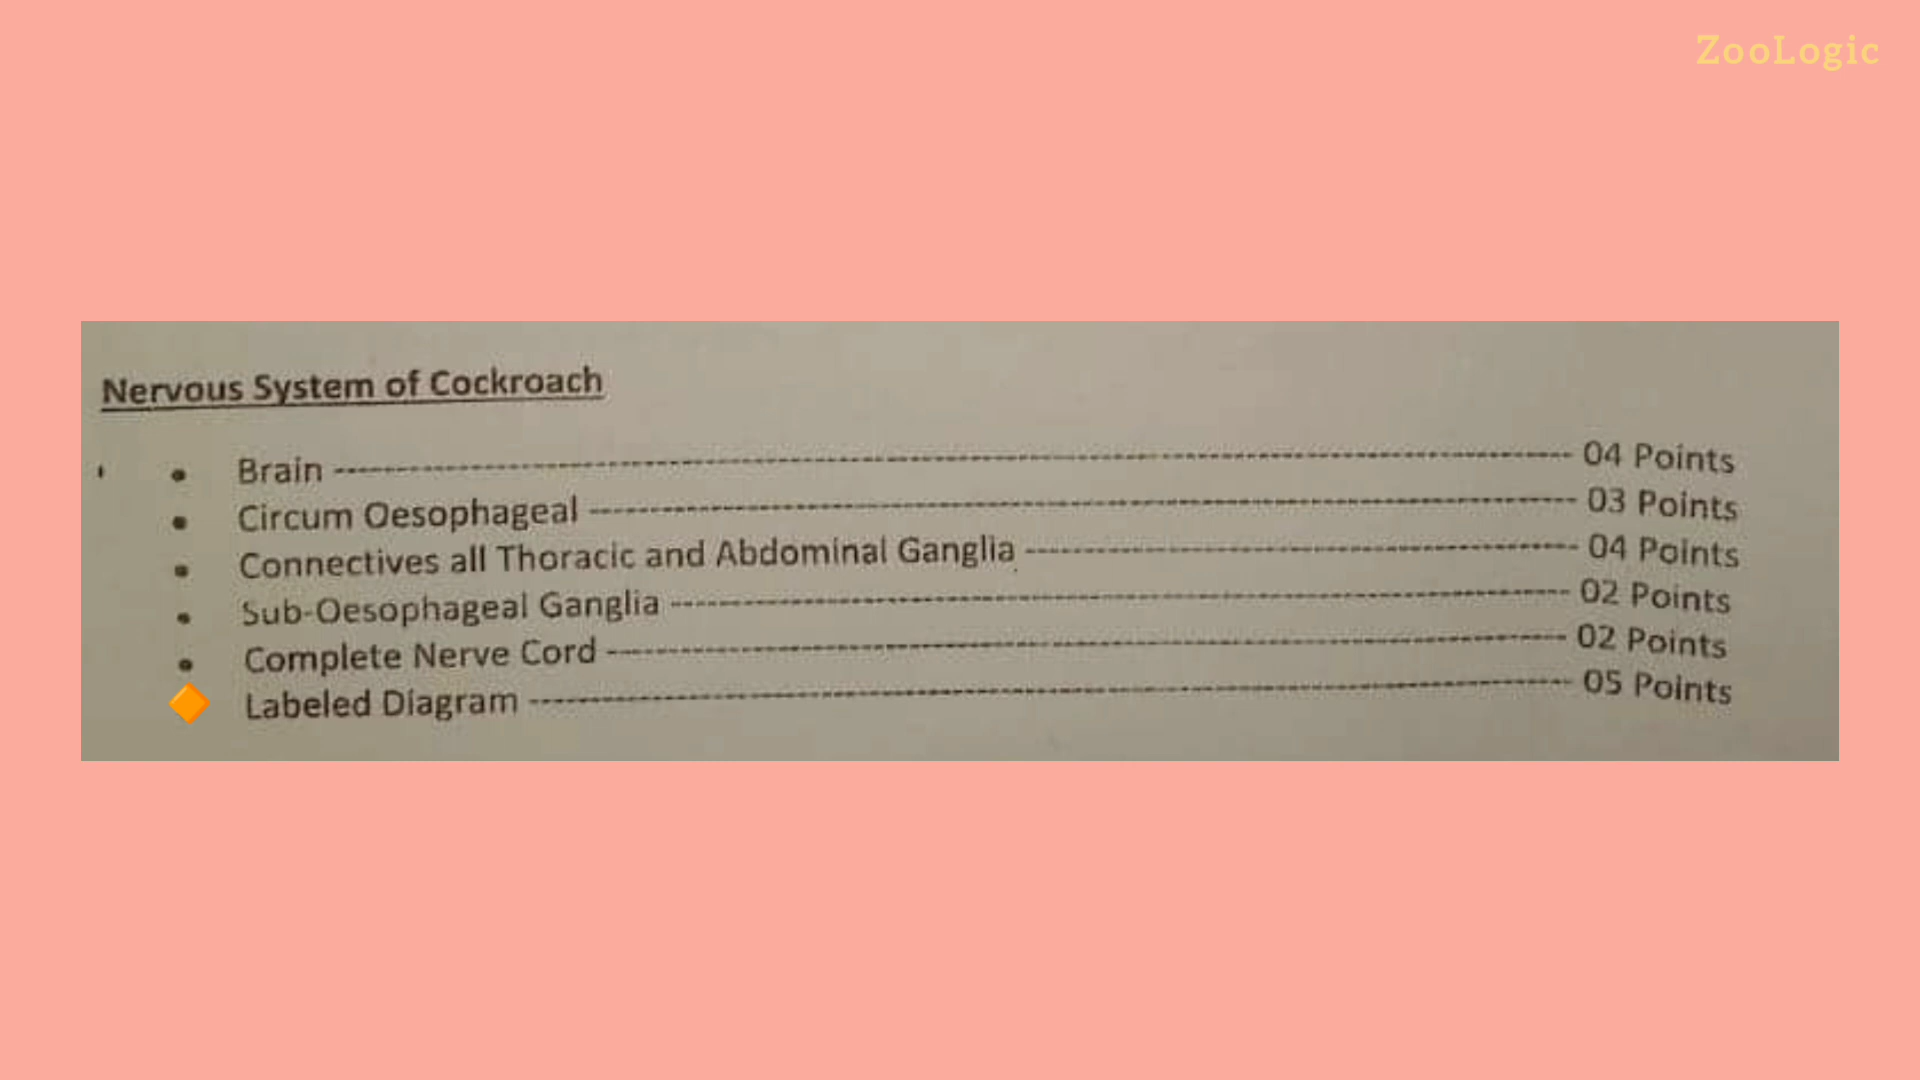 ZooLogic
Nervous System of Cockroach
• Brain ---------------------------------------- 04 Points
• Circum Oesophageal ---------------------------------------- 03 Points
• Connectives all Thoracic and Abdominal Ganglia ---------------------------------------- 04 Points
• Sub-Oesophageal Ganglia ---------------------------------------- 02 Points
• Complete Nerve Cord ---------------------------------------- 02 Points
🔶 Labeled Diagram ---------------------------------------- 05 Points